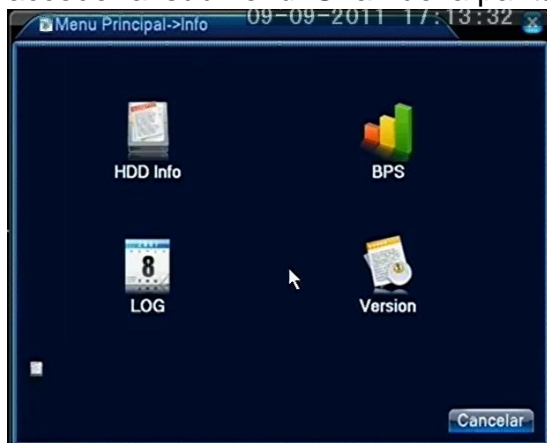 Menu Principal->Info 09-09-2011 17:13:32
HDD Info
BPS
8
LOG
Version
Cancelar